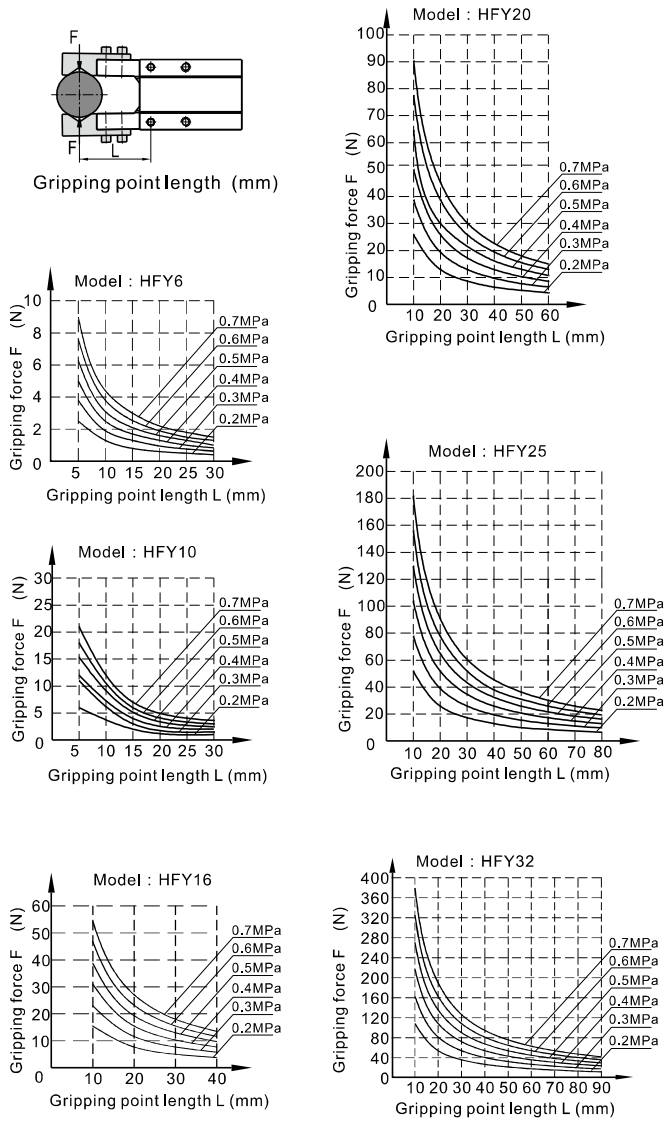 F
F
L
Gripping point length (mm)
Model : HFY6
Gripping force F (N)
10
8
6
4
2
0
5 10 15 20 25 30
0.7MPa
0.6MPa
0.5MPa
0.4MPa
0.3MPa
0.2MPa
Gripping point length L (mm)
Model : HFY10
Gripping force F (N)
30
25
20
15
10
5
0
5 10 15 20 25 30
0.7MPa
0.6MPa
0.5MPa
0.4MPa
0.3MPa
0.2MPa
Gripping point length L (mm)
Model : HFY16
Gripping force F (N)
60
50
40
30
20
10
0
10 20 30 40
0.7MPa
0.6MPa
0.5MPa
0.4MPa
0.3MPa
0.2MPa
Gripping point length L (mm)
Model : HFY20
Gripping force F (N)
100
90
80
70
60
50
40
30
20
10
0
10 20 30 40 50 60
0.7MPa
0.6MPa
0.5MPa
0.4MPa
0.3MPa
0.2MPa
Gripping point length L (mm)
Model : HFY25
Gripping force F (N)
200
180
160
140
120
100
80
60
40
20
0
10 20 30 40 50 60 70 80
0.7MPa
0.6MPa
0.5MPa
0.4MPa
0.3MPa
0.2MPa
Gripping point length L (mm)
Model : HFY32
Gripping force F (N)
400
360
320
280
240
200
160
120
80
40
0
10 20 30 40 50 60 70 80 90
0.7MPa
0.6MPa
0.5MPa
0.4MPa
0.3MPa
0.2MPa
Gripping point length L (mm)